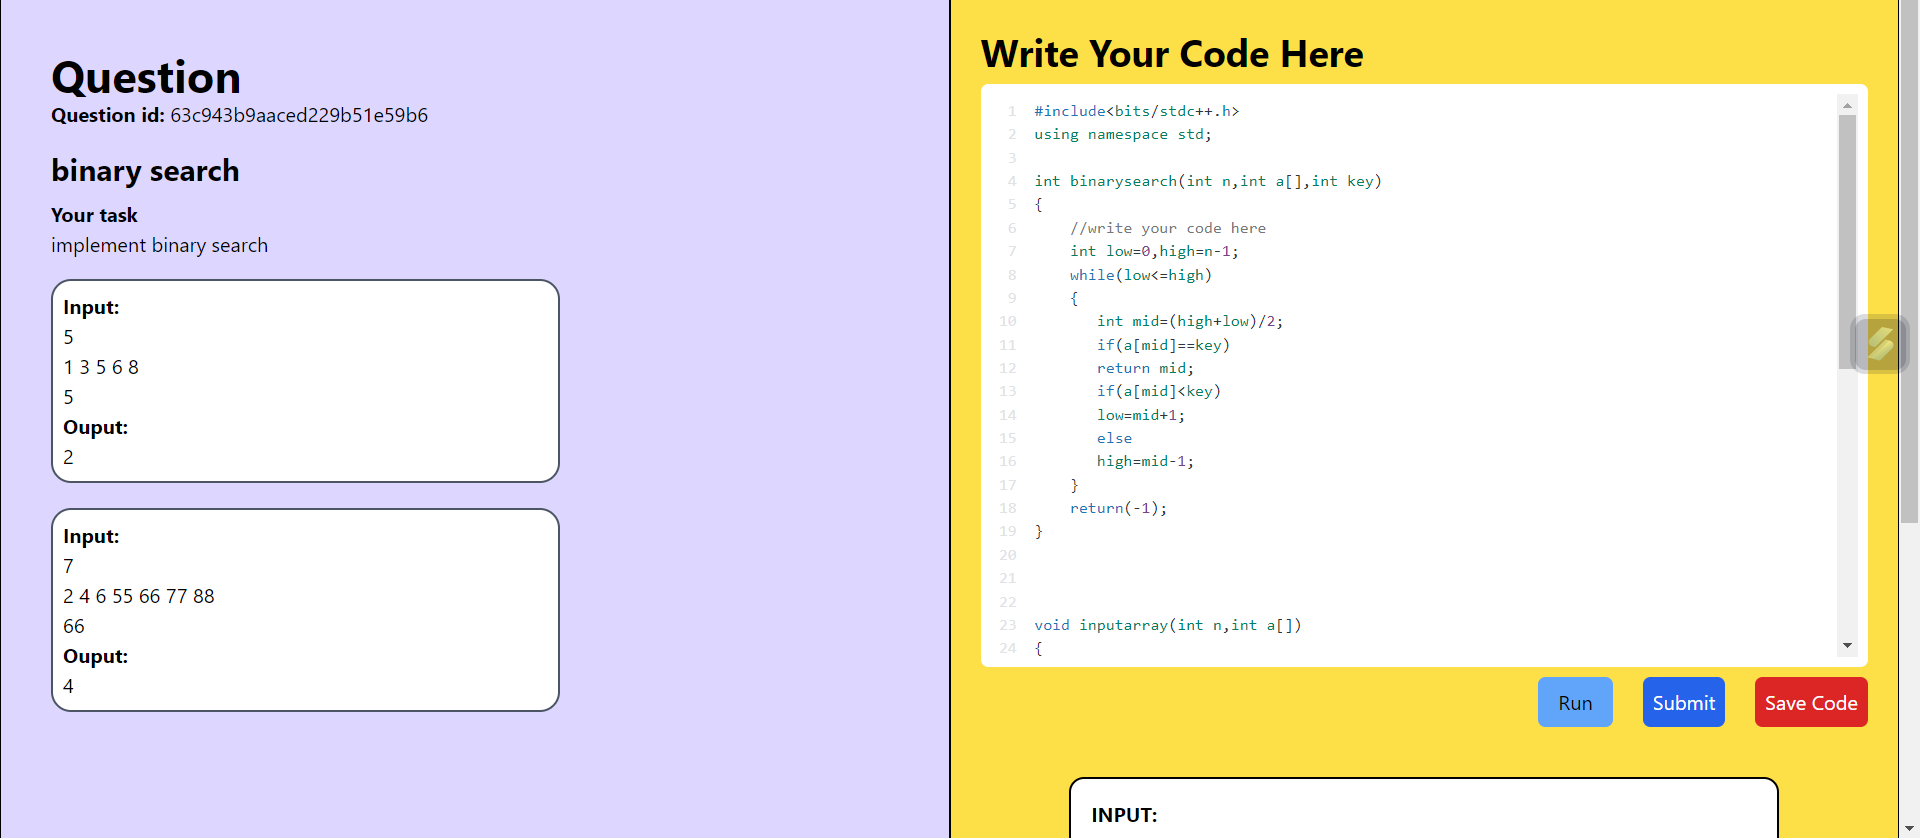 Question
Question id: 63c943b9aaced229b51e59b6
binary search
Your task
implement binary search
Input:
5
1 3 5 6 8
5
Ouput:
2
Input:
7
2 4 6 55 66 77 88
66
Ouput:
4
Write Your Code Here
1 #include<bits/stdc++.h>
2 using namespace std;
3
4 int binarysearch(int n,int a[],int key)
5 {
6     //write your code here
7     int low=0,high=n-1;
8     while(low<=high)
9     {
10        int mid=(high+low)/2;
11        if(a[mid]==key)
12        return mid;
13        if(a[mid]<key)
14        low=mid+1;
15        else
16        high=mid-1;
17     }
18     return(-1);
19 }
20
21
22
23 void inputarray(int n,int a[])
24 {
Run Submit Save Code
INPUT: